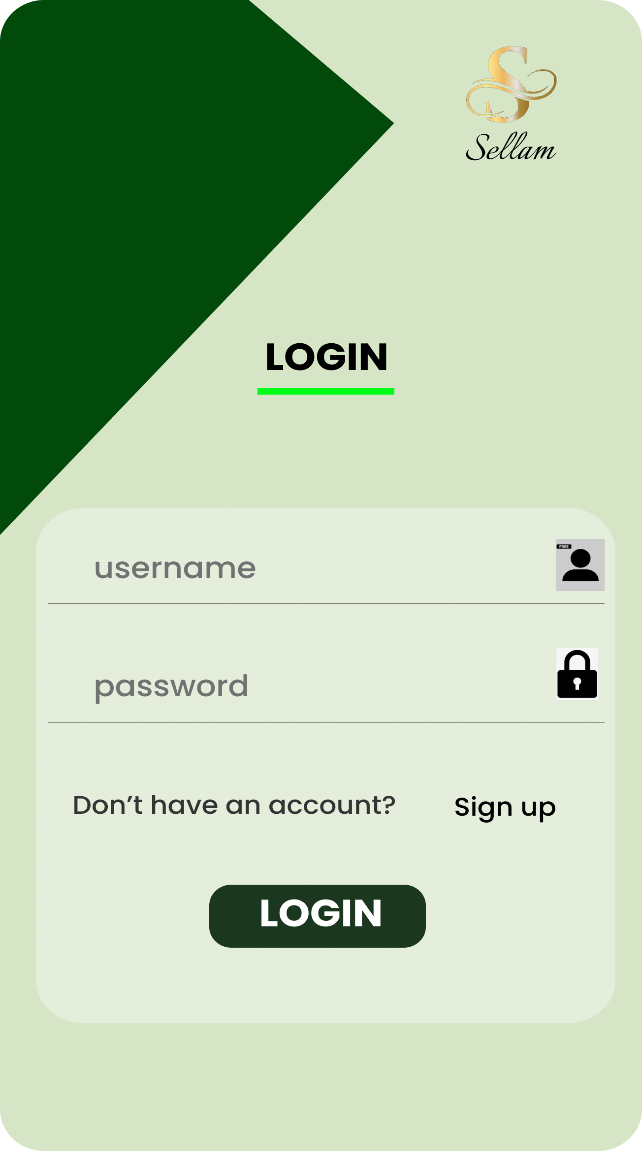 Sellam
LOGIN
username
password
Don’t have an account? Sign up
LOGIN